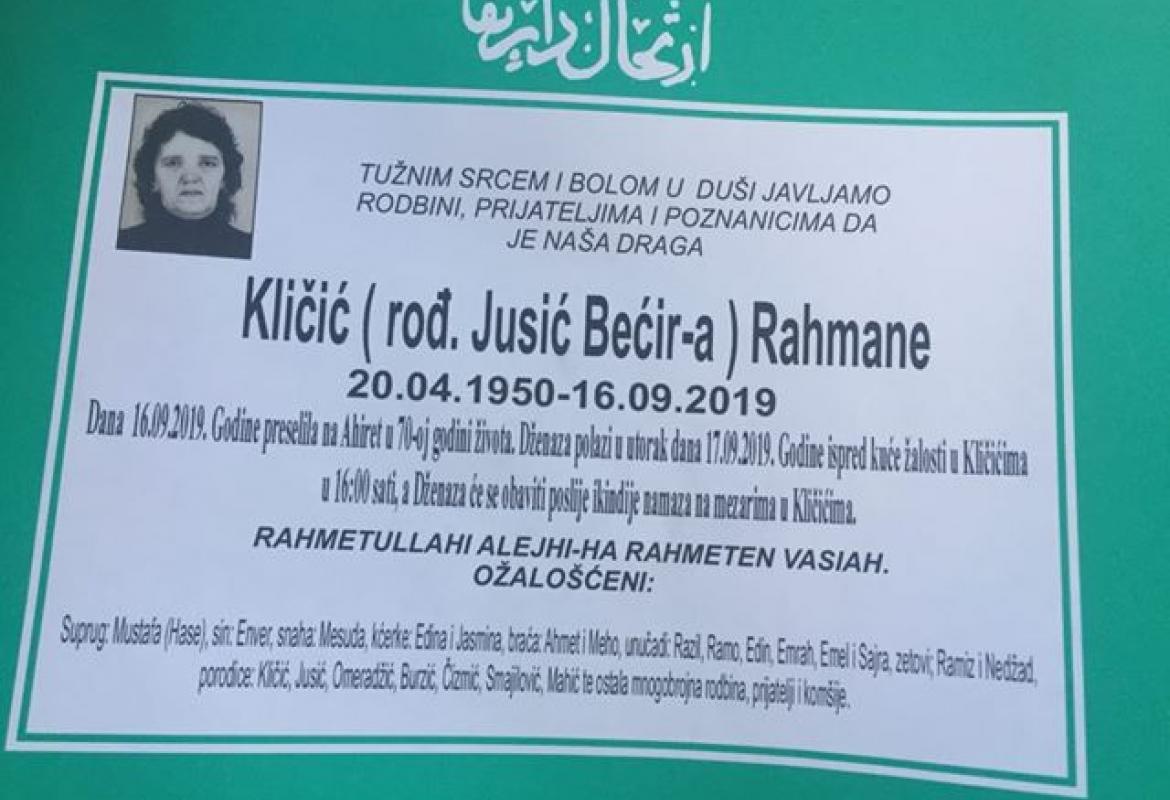 TUŽNIM SRCEM I BOLOM U DUŠI JAVLJAMO
RODBINI, PRIJATELJIMA I POZNANICIMA DA
JE NAŠA DRAGA
Kličić ( rođ. Jusić Bećir-a ) Rahmane
20.04.1950-16.09.2019
Dana 16.09.2019. Godine preselila na Ahiret u 70-oj godini života. Dženaza polazi u utorak dana 17.09.2019. Godine ispred kuće žalosti u Kličićima
u 16:00 sati, a Dženaza će se obaviti poslije ikindije namaza na mezarima u Kličićima.
RAHMETULLAHI ALEJHI-HA RAHMETEN VASIAH.
OŽALOŠĆENI:
Suprug: Mustafa (Hase), sin: Enver, snaha: Mesuda, kćerke: Edina i Jasmina, braća: Ahmet i Meho, unučadi: Razil, Ramo, Edin, Emrah, Emel i Sajra, zetovi; Ramiz i Nedžad,
porodice: Kličić, Jusić, Omeradžić, Burzić, Čizmić, Smajilović, Mahić te ostala mnogobrojna rodbina, prijatelji i komšije.